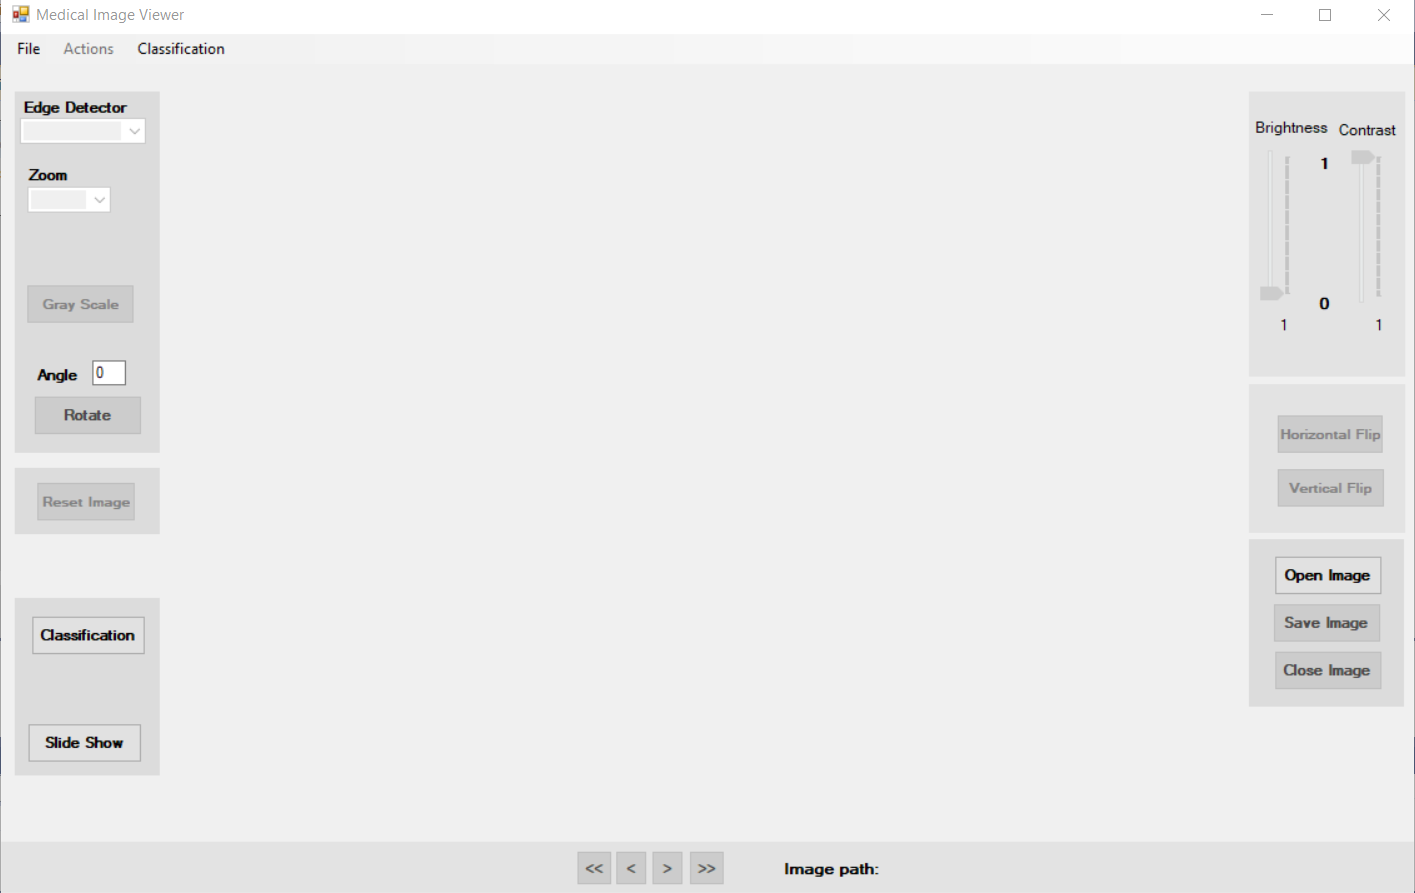 Medical Image Viewer
File Actions Classification
Edge Detector
Zoom
Gray Scale
Angle 0
Rotate
Reset Image
Classification
Slide Show
Brightness Contrast
1
0
1 1
Horizontal Flip
Vertical Flip
Open Image
Save Image
Close Image
<< < > >> Image path: